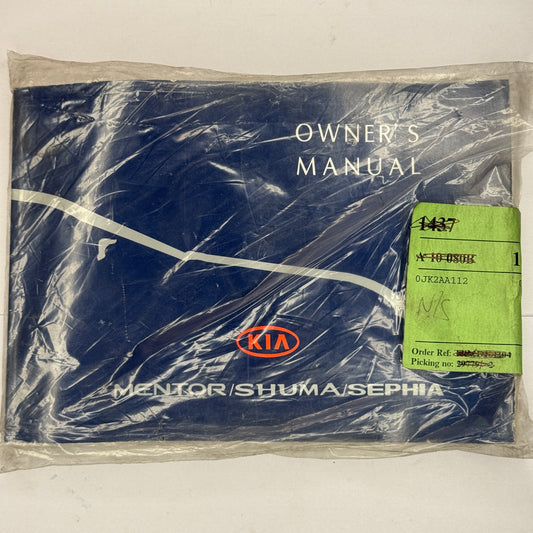 OWNER'S
MANUAL
KIA
MENTOR/SHUMA/SEPHIA
1437
A 10 080B 1
0JK2AA112
N/S
Order Ref:
Picking no: